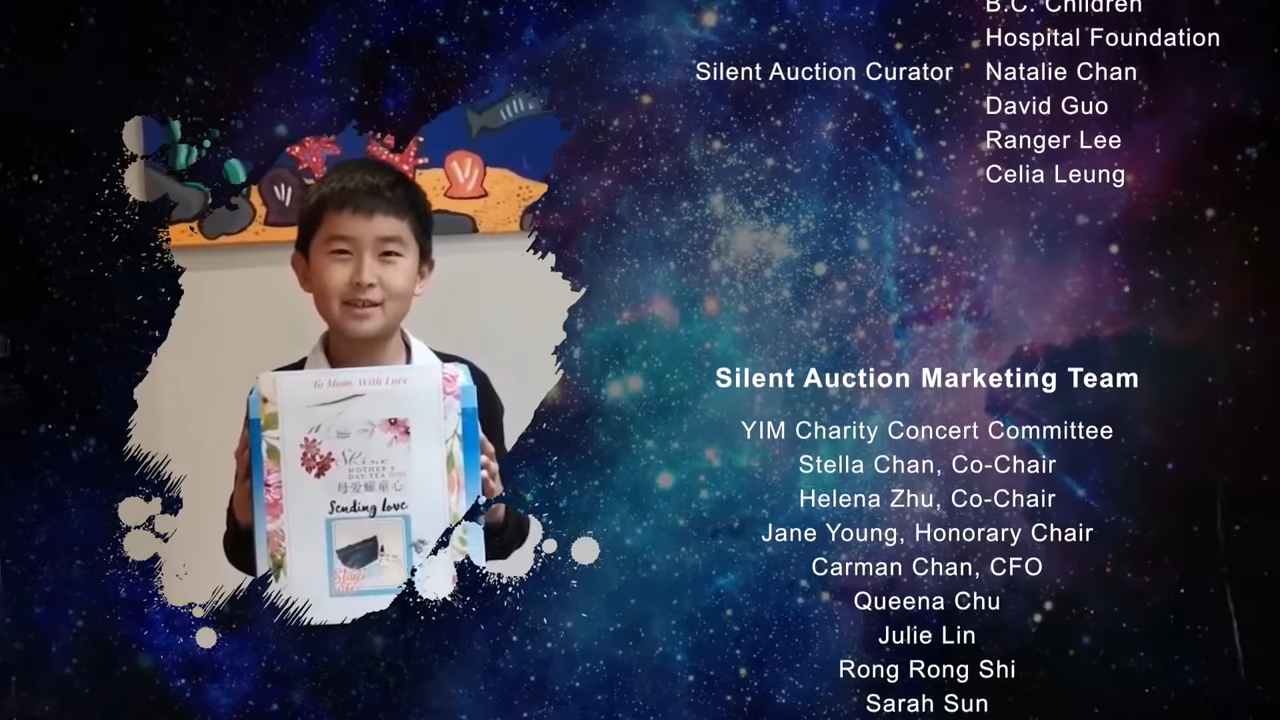 B.C. Children
Hospital Foundation
Silent Auction Curator Natalie Chan
David Guo
Ranger Lee
Celia Leung
To Mom, With Love
Shine
MOTHER'S
DAY TEA
母爱耀童心
Sending love
Silent Auction Marketing Team
YIM Charity Concert Committee
Stella Chan, Co-Chair
Helena Zhu, Co-Chair
Jane Young, Honorary Chair
Carman Chan, CFO
Queena Chu
Julie Lin
Rong Rong Shi
Sarah Sun